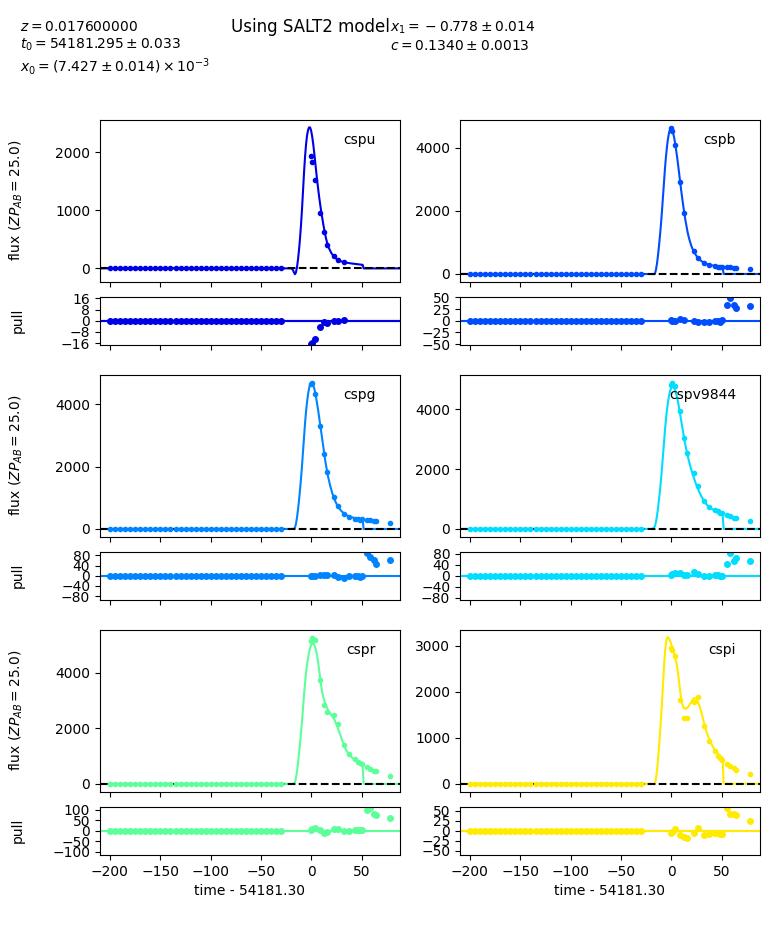 Using SALT2 model
z = 0.017600000
t₀ = 54181.295 ± 0.033
x₀ = (7.427 ± 0.014) × 10⁻³
x₁ = −0.778 ± 0.014
c = 0.1340 ± 0.0013
flux (ZP_AB = 25.0)
2000
1000
0
cspu
4000
2000
0
cspb
pull
16
8
0
−8
−16
50
25
0
−25
−50
flux (ZP_AB = 25.0)
4000
2000
0
cspg
4000
2000
0
cspv9844
pull
80
40
0
−40
−80
80
40
0
−40
−80
flux (ZP_AB = 25.0)
4000
2000
0
cspr
3000
2000
1000
0
cspi
pull
100
50
0
−50
−100
50
25
0
−25
−50
−200 −150 −100 −50 0 50
time - 54181.30
−200 −150 −100 −50 0 50
time - 54181.30